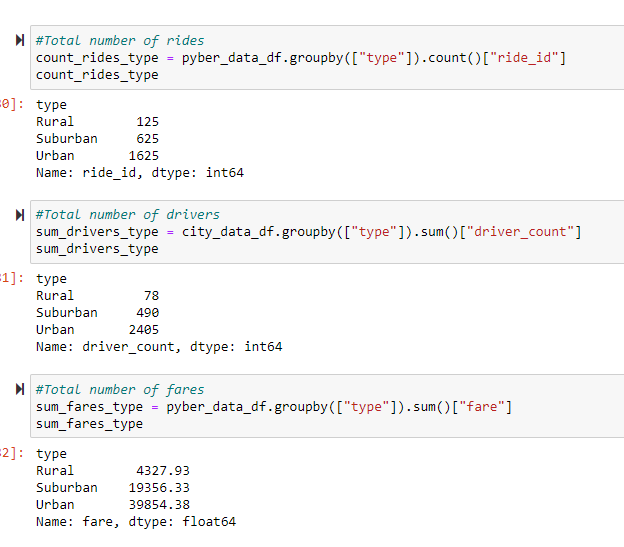 #Total number of rides
count_rides_type = pyber_data_df.groupby(["type"]).count()["ride_id"]
count_rides_type
0]: type
Rural 125
Suburban 625
Urban 1625
Name: ride_id, dtype: int64
#Total number of drivers
sum_drivers_type = city_data_df.groupby(["type"]).sum()["driver_count"]
sum_drivers_type
1]: type
Rural 78
Suburban 490
Urban 2405
Name: driver_count, dtype: int64
#Total number of fares
sum_fares_type = pyber_data_df.groupby(["type"]).sum()["fare"]
sum_fares_type
2]: type
Rural 4327.93
Suburban 19356.33
Urban 39854.38
Name: fare, dtype: float64